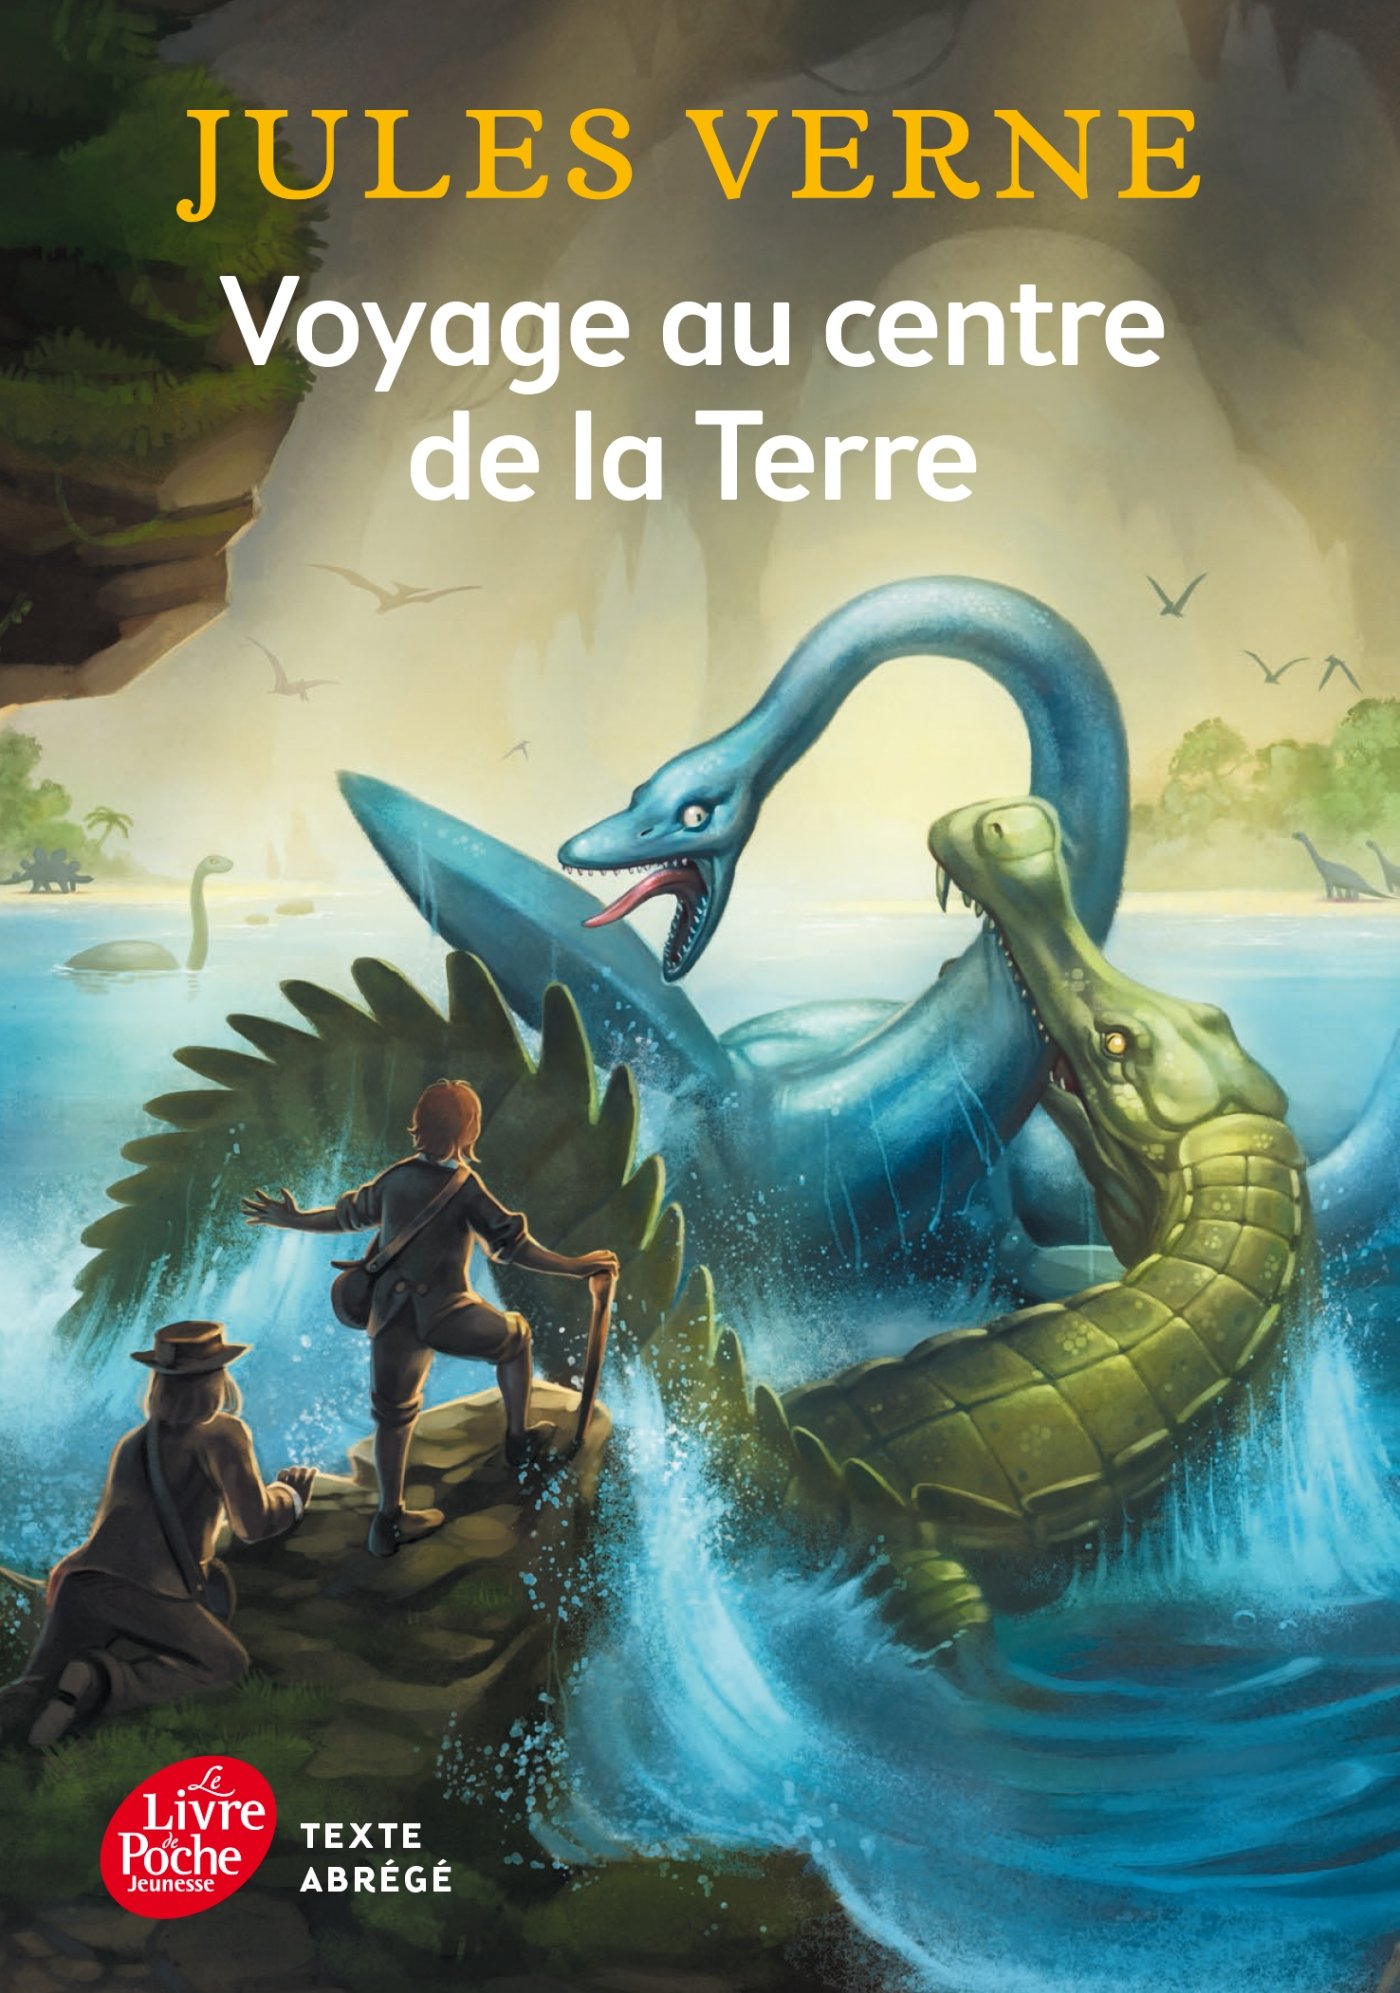 JULES VERNE
Voyage au centre
de la Terre
Le
Livre
de
Poche
Jeunesse
TEXTE
ABRÉGÉ